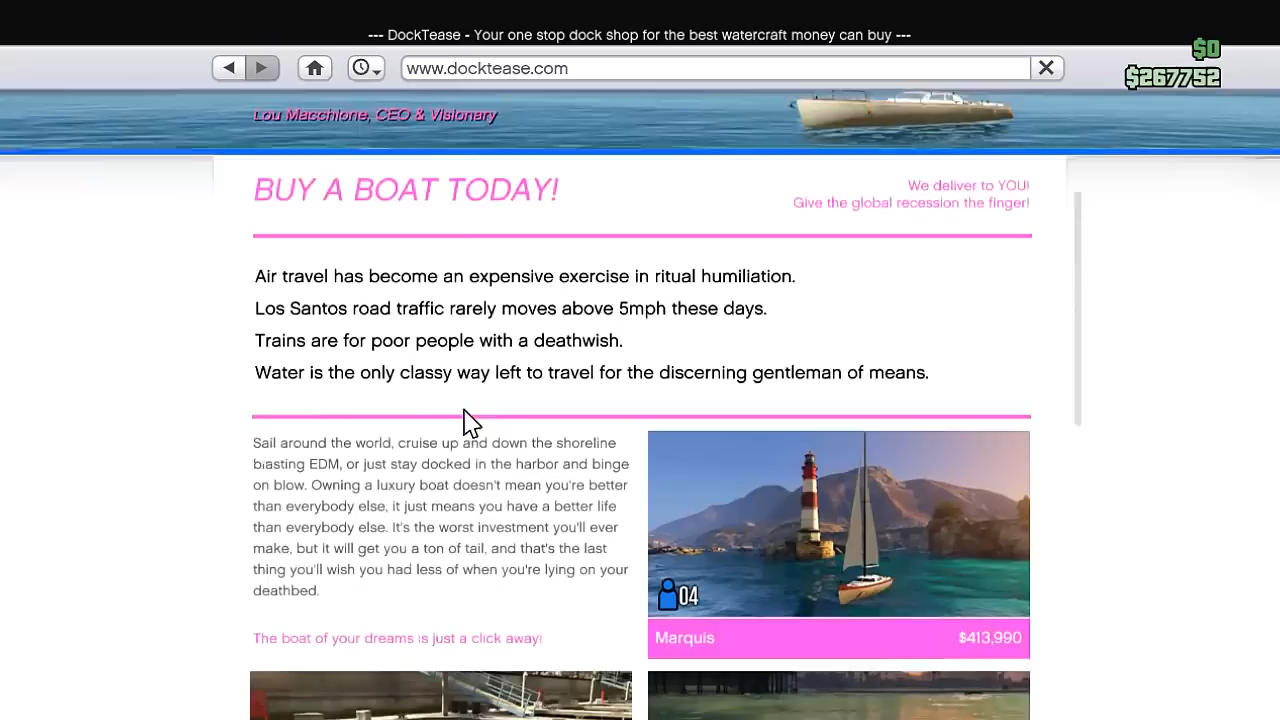 --- DockTease - Your one stop dock shop for the best watercraft money can buy ---
$0
www.docktease.com
$267752
Lou Macchione, CEO & Visionary
BUY A BOAT TODAY!
We deliver to YOU!
Give the global recession the finger!
Air travel has become an expensive exercise in ritual humiliation.
Los Santos road traffic rarely moves above 5mph these days.
Trains are for poor people with a deathwish.
Water is the only classy way left to travel for the discerning gentleman of means.
Sail around the world, cruise up and down the shoreline
blasting EDM, or just stay docked in the harbor and binge
on blow. Owning a luxury boat doesn't mean you're better
than everybody else, it just means you have a better life
than everybody else. It's the worst investment you'll ever
make, but it will get you a ton of tail, and that's the last
thing you'll wish you had less of when you're lying on your
deathbed.
The boat of your dreams is just a click away!
04
Marquis
$413,990